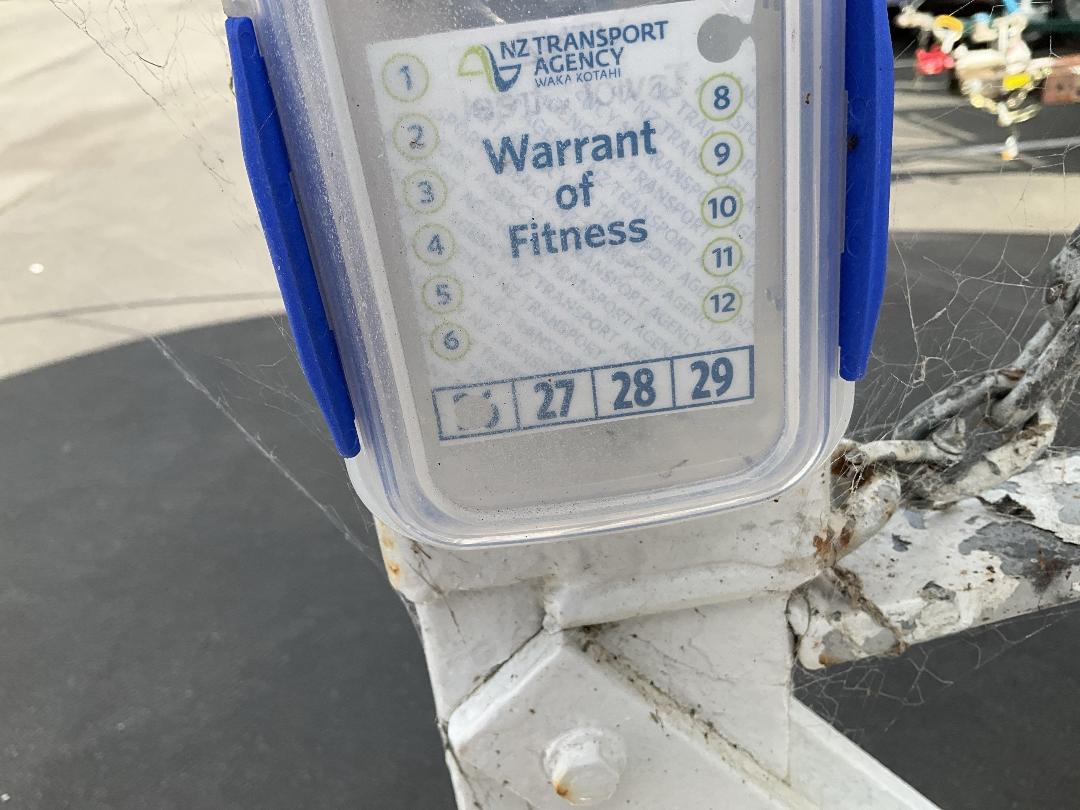 NZ TRANSPORT
AGENCY
WAKA KOTAHI
Warrant
of
Fitness
1
2
3
4
5
6
8
9
10
11
12
27 28 29